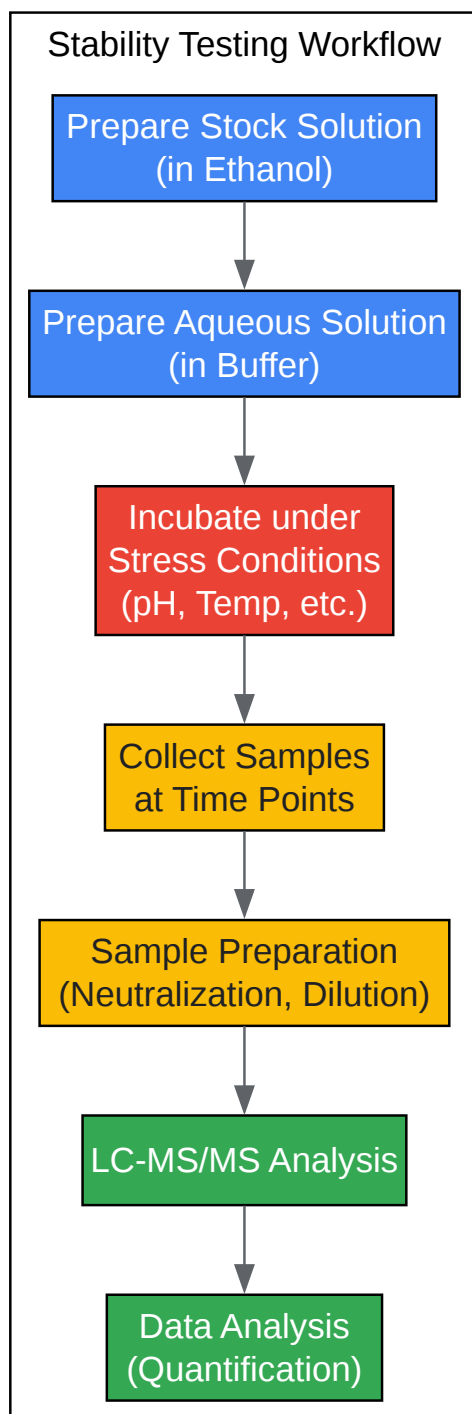 Stability Testing Workflow
Prepare Stock Solution
(in Ethanol)
Prepare Aqueous Solution
(in Buffer)
Incubate under
Stress Conditions
(pH, Temp, etc.)
Collect Samples
at Time Points
Sample Preparation
(Neutralization, Dilution)
LC-MS/MS Analysis
Data Analysis
(Quantification)